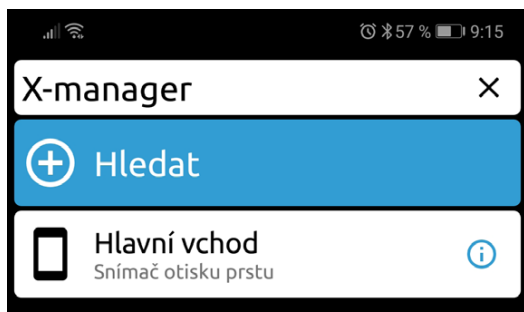 57 % 9:15
X-manager
Hledat
Hlavní vchod
Snímač otisku prstu